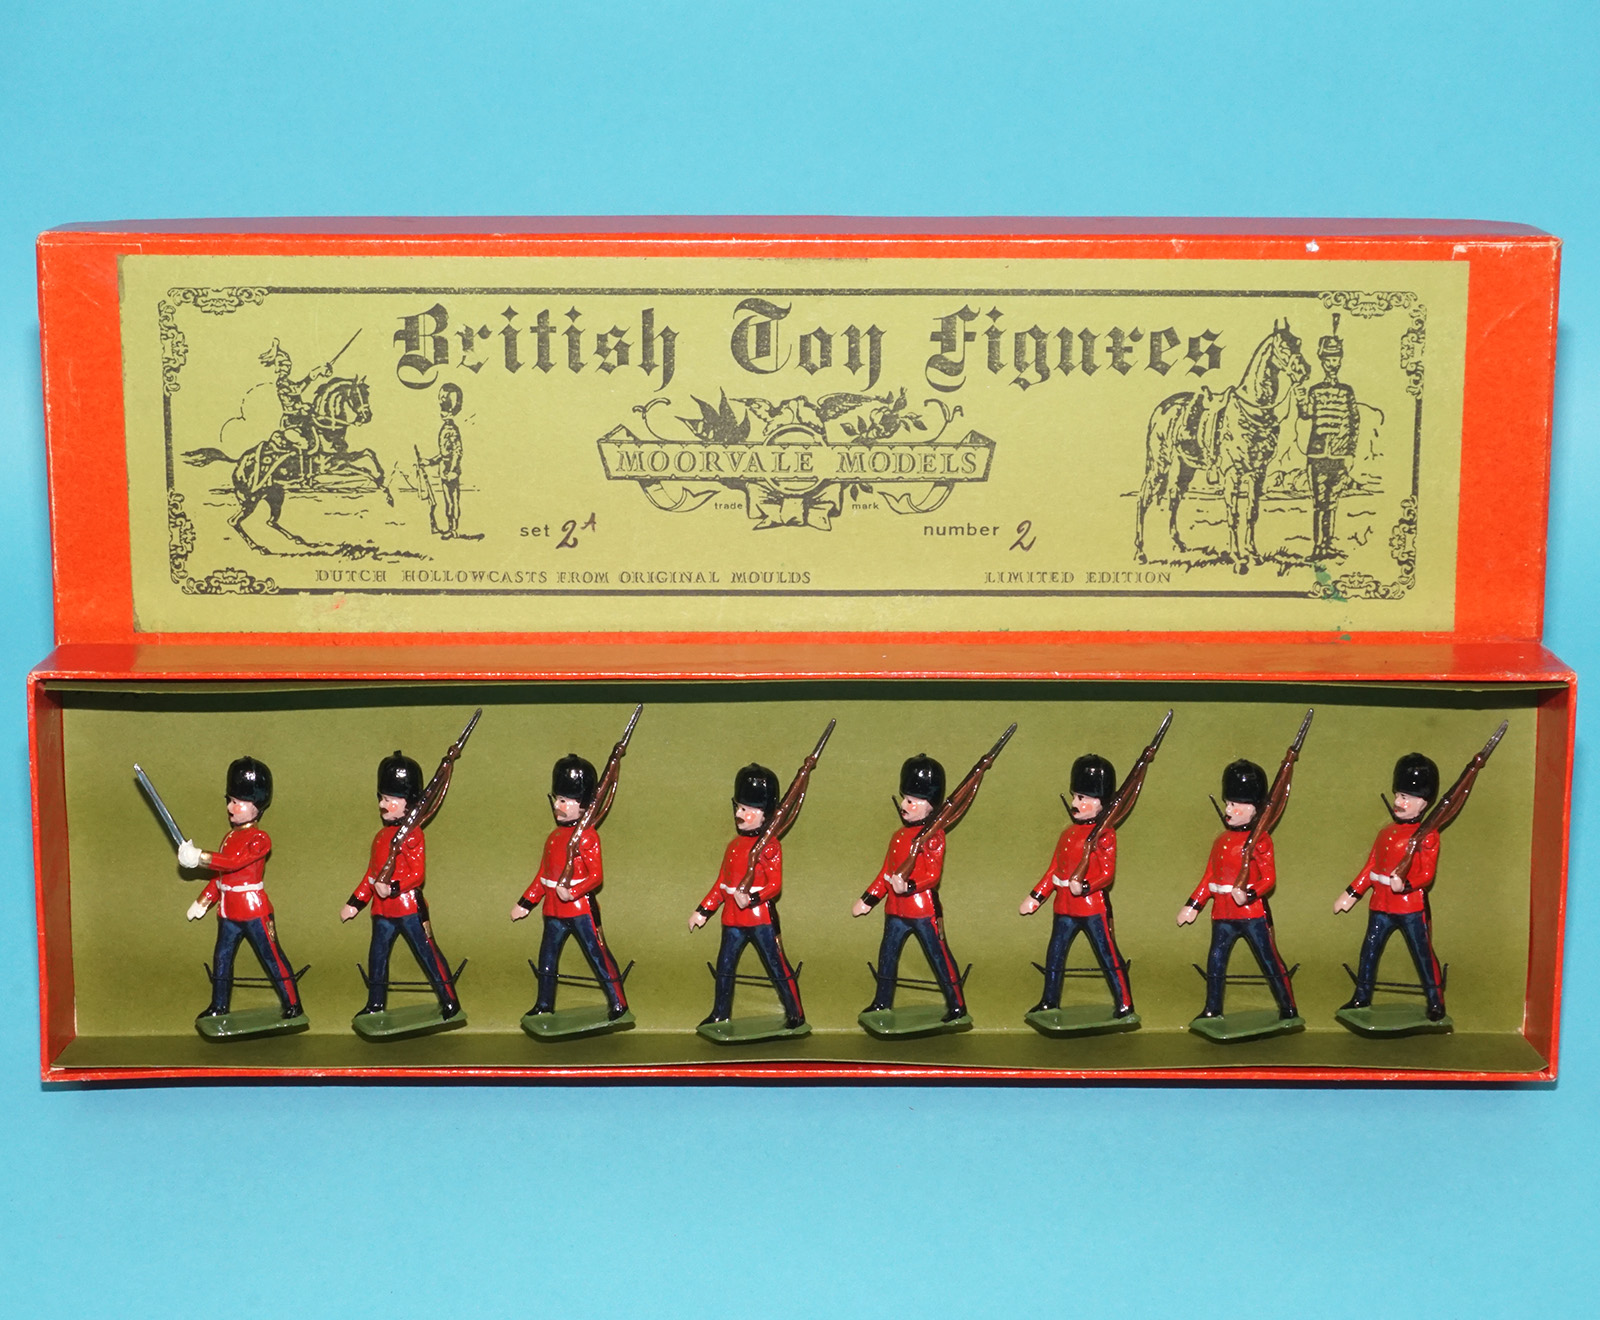 British Toy Figures
MOORVALE MODELS
trade mark
set 2A number 2
DUTCH HOLLOWCASTS FROM ORIGINAL MOULDS LIMITED EDITION